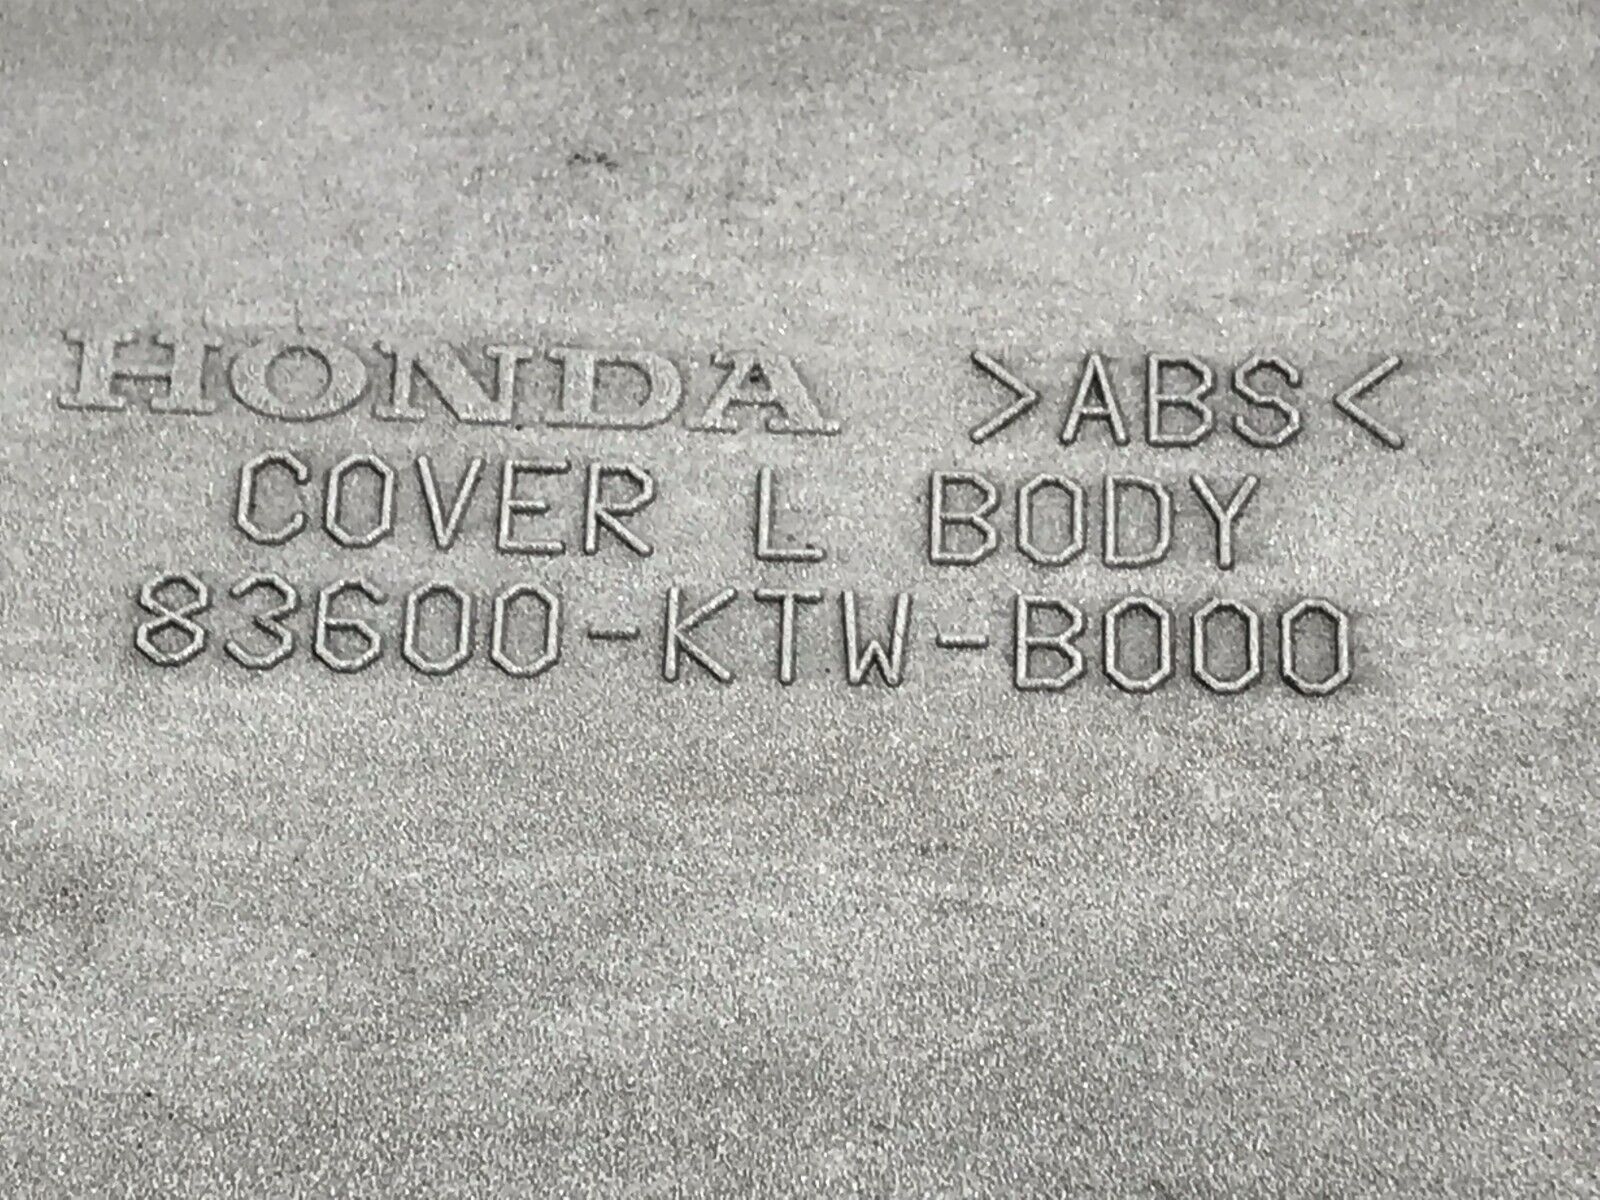 HONDA >ABS<
COVER L BODY
83600-KTW-B000